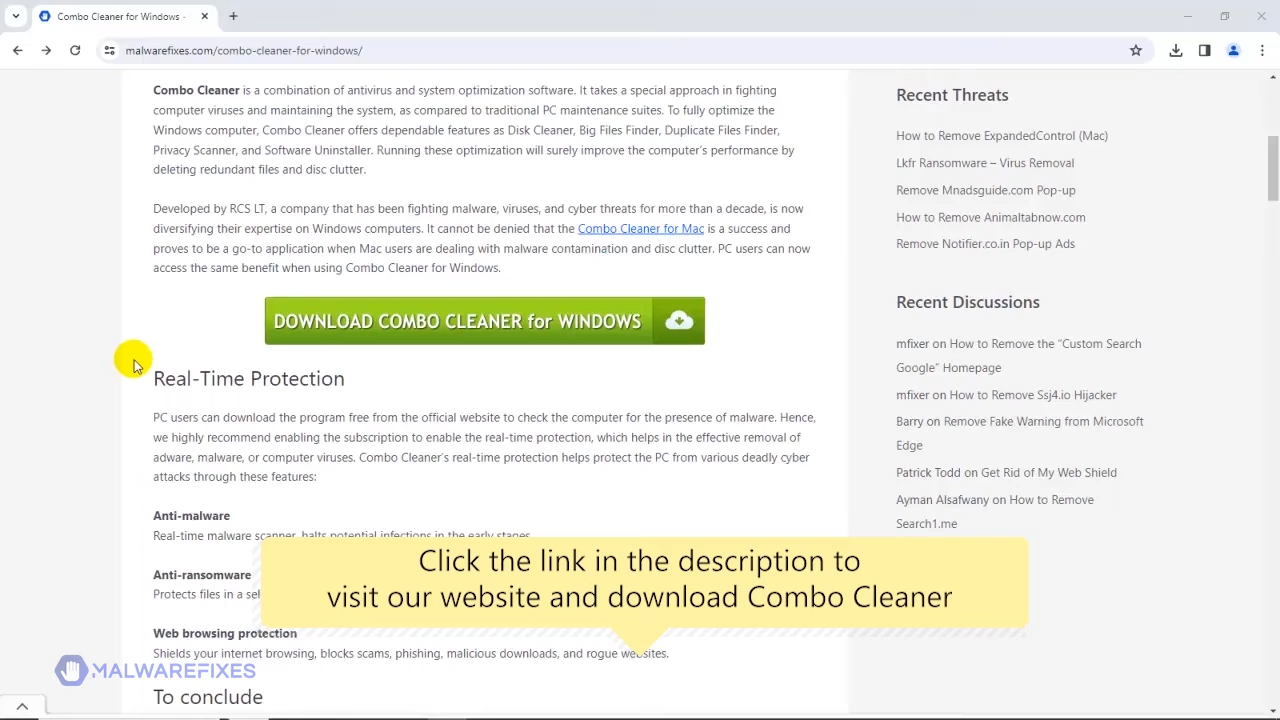 Combo Cleaner for Windows -
malwarefixes.com/combo-cleaner-for-windows/
Combo Cleaner is a combination of antivirus and system optimization software. It takes a special approach in fighting
computer viruses and maintaining the system, as compared to traditional PC maintenance suites. To fully optimize the
Windows computer, Combo Cleaner offers dependable features as Disk Cleaner, Big Files Finder, Duplicate Files Finder,
Privacy Scanner, and Software Uninstaller. Running these optimization will surely improve the computer's performance by
deleting redundant files and disc clutter.
Developed by RCS LT, a company that has been fighting malware, viruses, and cyber threats for more than a decade, is now
diversifying their expertise on Windows computers. It cannot be denied that the Combo Cleaner for Mac is a success and
proves to be a go-to application when Mac users are dealing with malware contamination and disc clutter. PC users can now
access the same benefit when using Combo Cleaner for Windows.
DOWNLOAD COMBO CLEANER for WINDOWS
Real-Time Protection
PC users can download the program free from the official website to check the computer for the presence of malware. Hence,
we highly recommend enabling the subscription to enable the real-time protection, which helps in the effective removal of
adware, malware, or computer viruses. Combo Cleaner's real-time protection helps protect the PC from various deadly cyber
attacks through these features:
Anti-malware
Real-time malware scanner, halts potential infections in the early stages.
Anti-ransomware
Protects files in a
Web browsing protection
Shields your internet browsing, blocks scams, phishing, malicious downloads, and rogue websites.
To conclude
Recent Threats
How to Remove ExpandedControl (Mac)
Lkfr Ransomware – Virus Removal
Remove Mnadsguide.com Pop-up
How to Remove Animaltabnow.com
Remove Notifier.co.in Pop-up Ads
Recent Discussions
mfixer on How to Remove the “Custom Search
Google” Homepage
mfixer on How to Remove Ssj4.io Hijacker
Barry on Remove Fake Warning from Microsoft
Edge
Patrick Todd on Get Rid of My Web Shield
Ayman Alsafwany on How to Remove
Search1.me
Click the link in the description to
visit our website and download Combo Cleaner
MALWAREFIXES